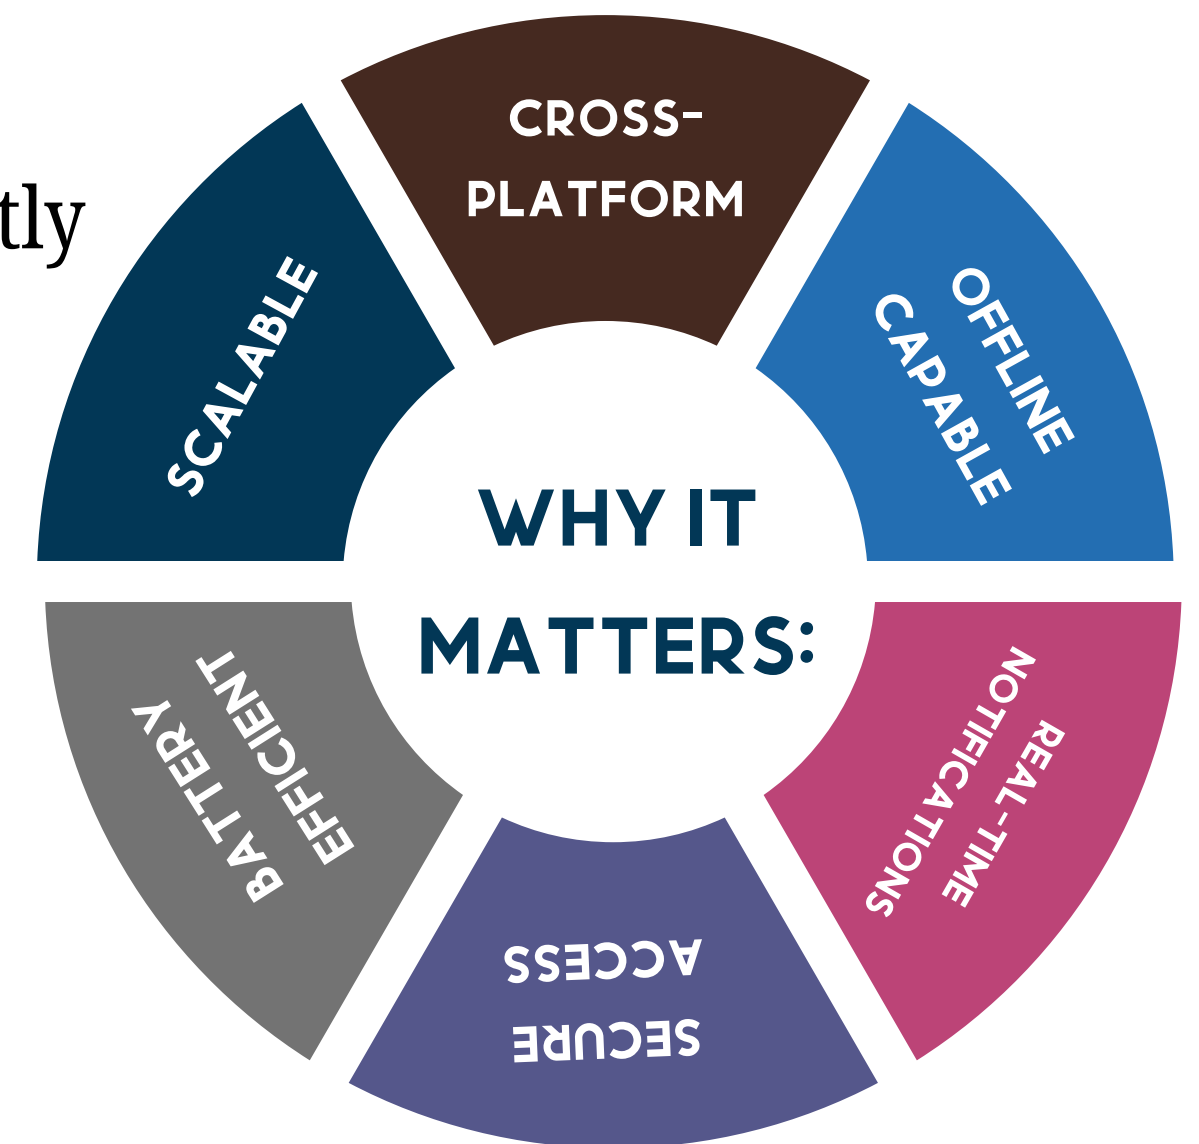 tly
CROSS-
PLATFORM
OFFLINE
CAPABLE
REAL-TIME
NOTIFICATIONS
SECURE
ACCESS
BATTERY
EFFICIENT
SCALABLE
WHY IT
MATTERS: